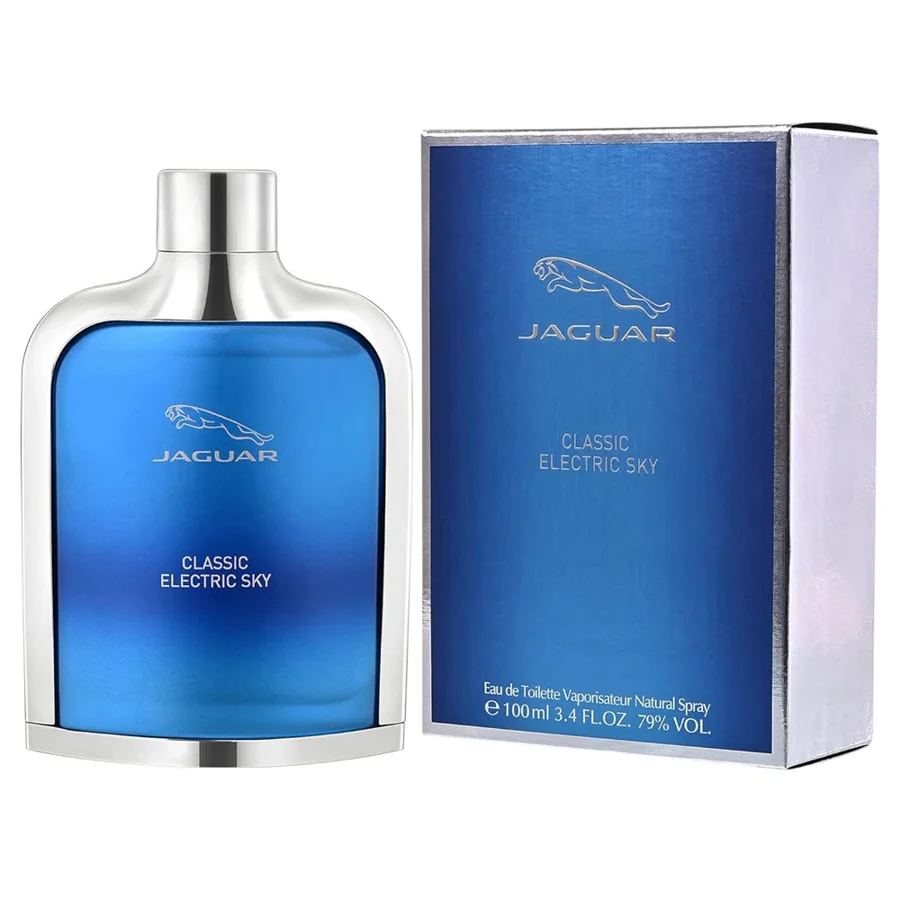 JAGUAR
CLASSIC
ELECTRIC SKY
JAGUAR
CLASSIC
ELECTRIC SKY
Eau de Toilette Vaporisateur Natural Spray
℮ 100 ml 3.4 FL.OZ. 79% VOL.